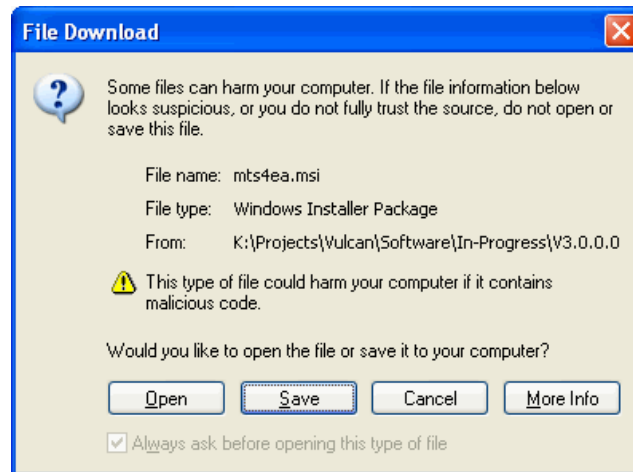 File Download
Some files can harm your computer. If the file information below
looks suspicious, or you do not fully trust the source, do not open or
save this file.
File name: mts4ea.msi
File type: Windows Installer Package
From: K:\Projects\Vulcan\Software\In-Progress\V3.0.0.0
This type of file could harm your computer if it contains
malicious code.
Would you like to open the file or save it to your computer?
Open Save Cancel More Info
Always ask before opening this type of file